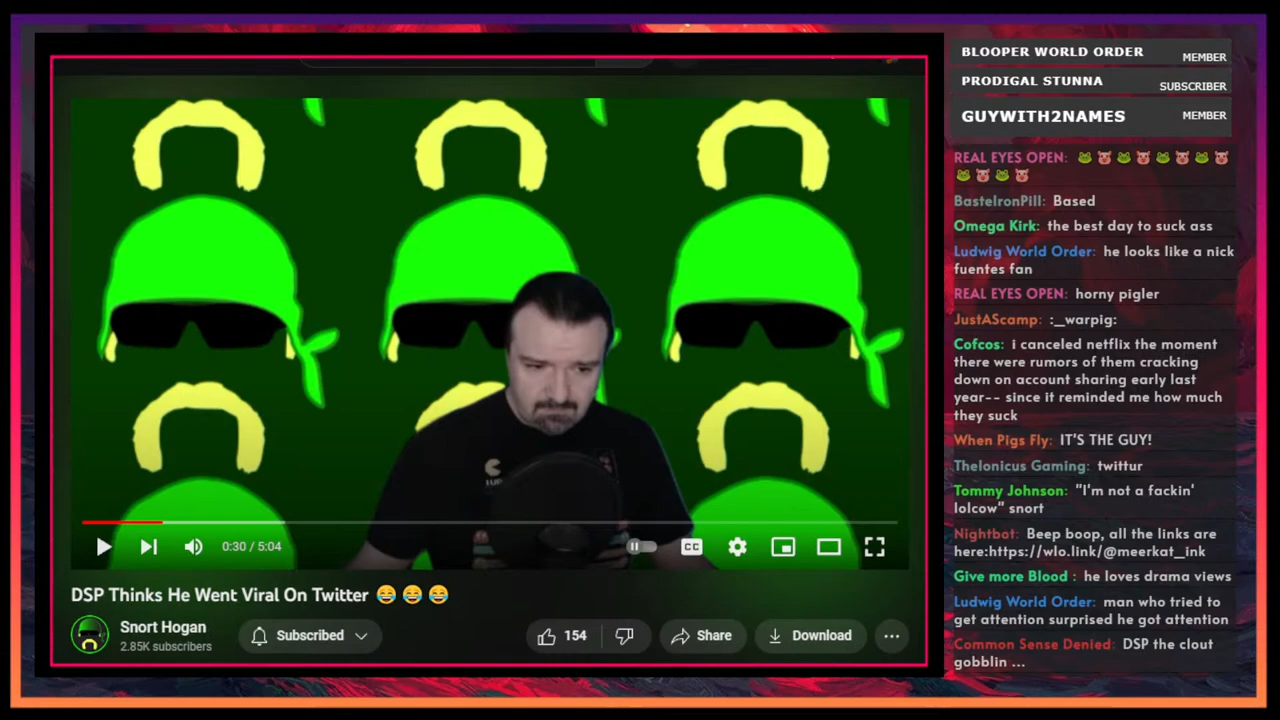 0:30 / 5:04
CC
DSP Thinks He Went Viral On Twitter 😂 😂 😂
Snort Hogan
2.85K subscribers
Subscribed
154
Share
Download
1UP
BLOOPER WORLD ORDER MEMBER
PRODIGAL STUNNA SUBSCRIBER
GUYWITH2NAMES MEMBER
REAL EYES OPEN: 🐸 🐷 🐸 🐷 🐸 🐷 🐸 🐷
🐸 🐷 🐸 🐷
BasteIronPill: Based
Omega Kirk: the best day to suck ass
Ludwig World Order: he looks like a nick
fuentes fan
REAL EYES OPEN: horny pigler
JustAScamp: :_warpig:
Cofcos: i canceled netflix the moment
there were rumors of them cracking
down on account sharing early last
year-- since it reminded me how much
they suck
When Pigs Fly: IT'S THE GUY!
Thelonicus Gaming: twittur
Tommy Johnson: "I'm not a fackin'
lolcow" snort
Nightbot: Beep boop, all the links are
here:https://wlo.link/@meerkat_ink
Give more Blood : he loves drama views
Ludwig World Order: man who tried to
get attention surprised he got attention
Common Sense Denied: DSP the clout
gobblin ...